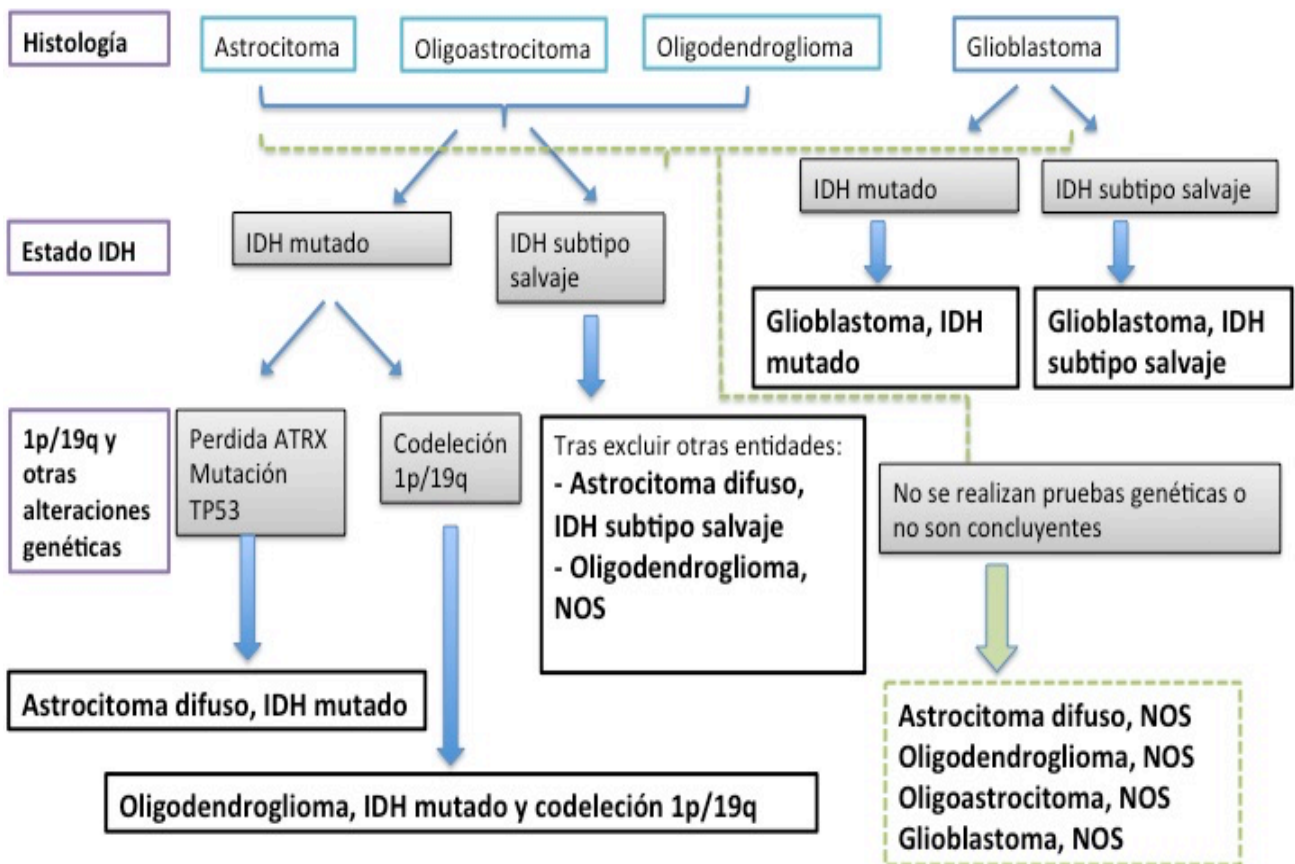 Histología
Astrocitoma
Oligoastrocitoma
Oligodendroglioma
Glioblastoma
IDH mutado
IDH subtipo salvaje
Estado IDH
IDH mutado
IDH subtipo
salvaje
Glioblastoma, IDH
mutado
Glioblastoma, IDH
subtipo salvaje
1p/19q y
otras
alteraciones
genéticas
Perdida ATRX
Mutación
TP53
Codeleción
1p/19q
Tras excluir otras entidades:
- Astrocitoma difuso,
IDH subtipo salvaje
- Oligodendroglioma,
NOS
No se realizan pruebas genéticas o
no son concluyentes
Astrocitoma difuso, IDH mutado
Oligodendroglioma, IDH mutado y codeleción 1p/19q
Astrocitoma difuso, NOS
Oligodendroglioma, NOS
Oligoastrocitoma, NOS
Glioblastoma, NOS